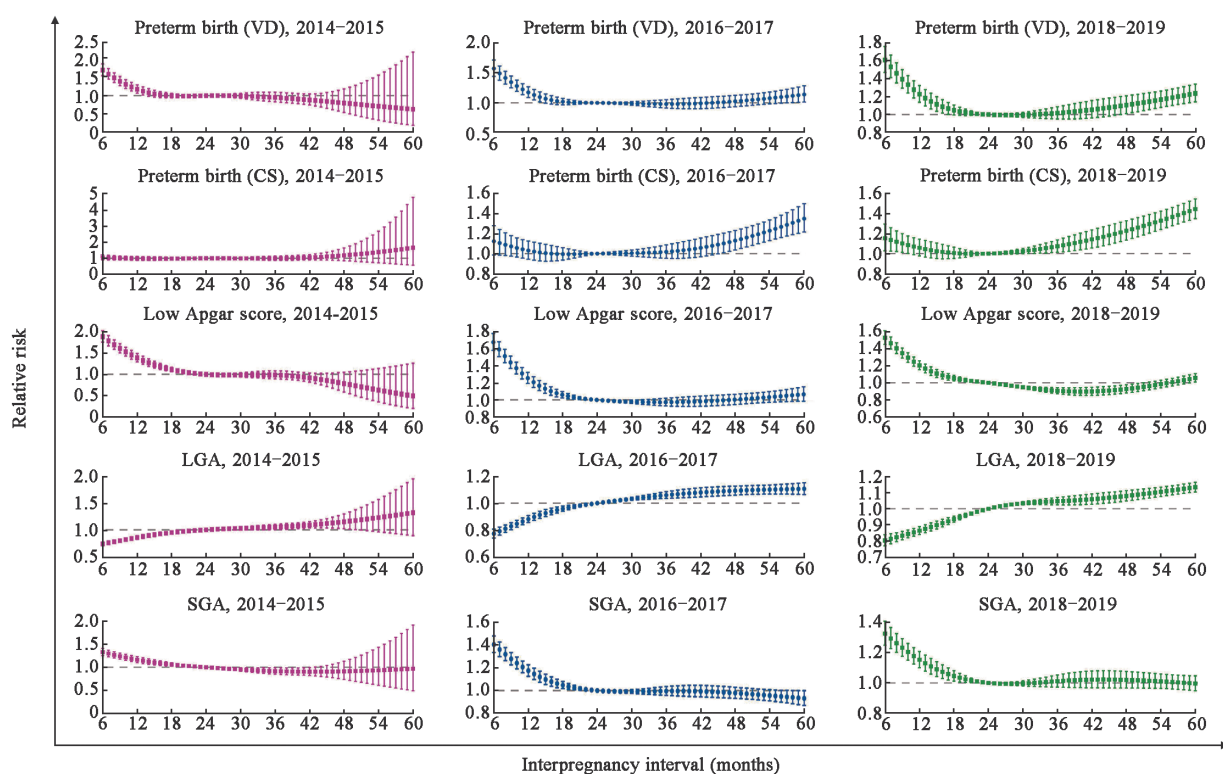 Preterm birth (VD), 2014−2015
2.5
2.0
1.5
1.0
0.5
0
6 12 18 24 30 36 42 48 54 60
Preterm birth (VD), 2016−2017
2.0
1.5
1.0
0.5
6 12 18 24 30 36 42 48 54 60
Preterm birth (VD), 2018−2019
1.8
1.6
1.4
1.2
1.0
0.8
6 12 18 24 30 36 42 48 54 60
Preterm birth (CS), 2014−2015
5
4
3
2
1
0
6 12 18 24 30 36 42 48 54 60
Preterm birth (CS), 2016−2017
1.6
1.4
1.2
1.0
0.8
6 12 18 24 30 36 42 48 54 60
Preterm birth (CS), 2018−2019
1.6
1.4
1.2
1.0
0.8
6 12 18 24 30 36 42 48 54 60
Low Apgar score, 2014-2015
2.0
1.5
1.0
0.5
0
6 12 18 24 30 36 42 48 54 60
Low Apgar score, 2016−2017
1.8
1.6
1.4
1.2
1.0
0.8
6 12 18 24 30 36 42 48 54 60
Low Apgar score, 2018−2019
1.6
1.4
1.2
1.0
0.8
0.6
6 12 18 24 30 36 42 48 54 60
LGA, 2014−2015
2.0
1.5
1.0
0.5
6 12 18 24 30 36 42 48 54 60
LGA, 2016−2017
1.2
1.0
0.8
0.6
6 12 18 24 30 36 42 48 54 60
LGA, 2018−2019
1.2
1.1
1.0
0.9
0.8
0.7
6 12 18 24 30 36 42 48 54 60
SGA, 2014−2015
2.0
1.5
1.0
0.5
0
6 12 18 24 30 36 42 48 54 60
SGA, 2016−2017
1.6
1.4
1.2
1.0
0.8
6 12 18 24 30 36 42 48 54 60
SGA, 2018−2019
1.4
1.2
1.0
0.8
6 12 18 24 30 36 42 48 54 60
Relative risk
Interpregnancy interval (months)